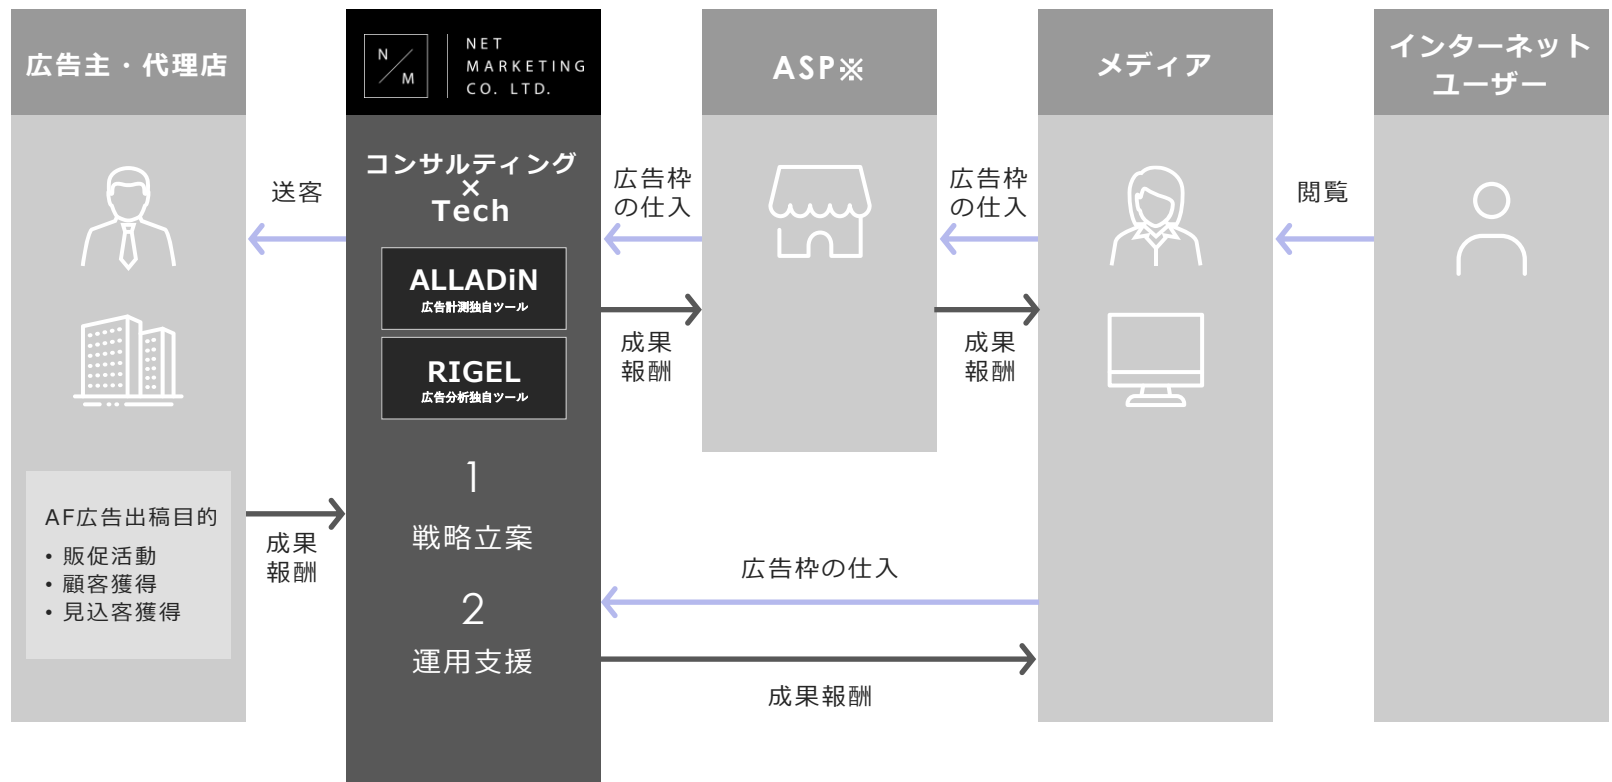 広告主・代理店
N
M
NET
MARKETING
CO. LTD.
ASP※
メディア
インターネット
ユーザー
送客
コンサルティング
×
Tech
ALLADiN
広告計測独自ツール
RIGEL
広告分析独自ツール
1
戦略立案
2
運用支援
広告枠
の仕入
成果
報酬
広告枠
の仕入
成果
報酬
閲覧
AF広告出稿目的
• 販促活動
• 顧客獲得
• 見込客獲得
成果
報酬
広告枠の仕入
成果報酬